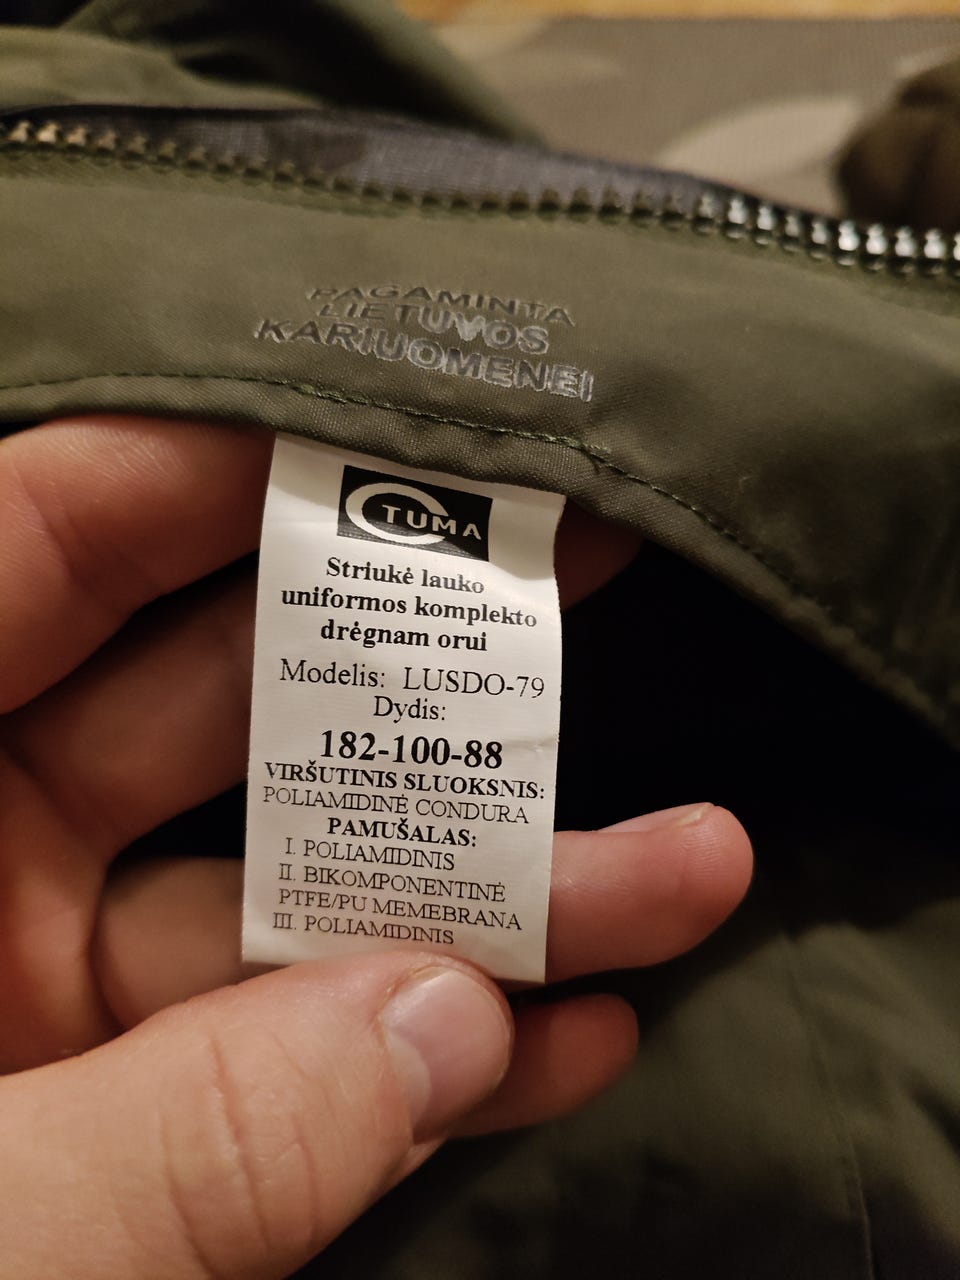 PAGAMINTA
LIETUVOS
KARIUOMENEI
TUMA
Striukė lauko
uniformos komplekto
drėgnam orui
Modelis: LUSDO-79
Dydis:
182-100-88
VIRŠUTINIS SLUOKSNIS:
POLIAMIDINĖ CONDURA
PAMUŠALAS:
I. POLIAMIDINIS
II. BIKOMPONENTINĖ
PTFE/PU MEMEBRANA
III. POLIAMIDINIS